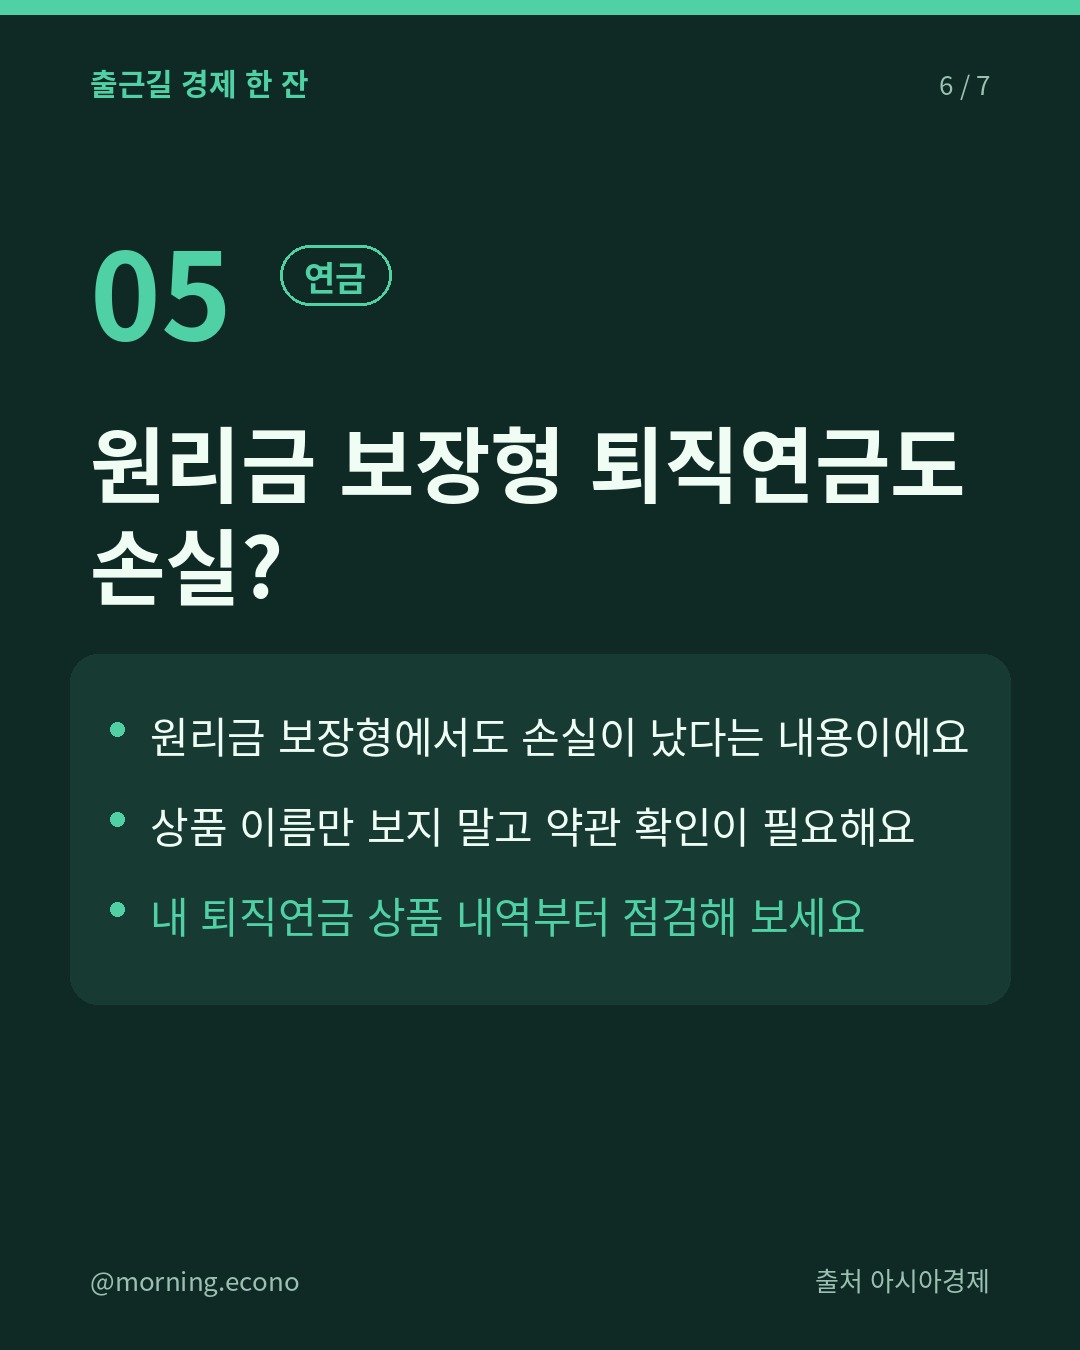 출근길 경제 한 잔
6 / 7
05
연금
원리금 보장형 퇴직연금도
손실?
원리금 보장형에서도 손실이 났다는 내용이에요
상품 이름만 보지 말고 약관 확인이 필요해요
내 퇴직연금 상품 내역부터 점검해 보세요
@morning.econo
출처 아시아경제